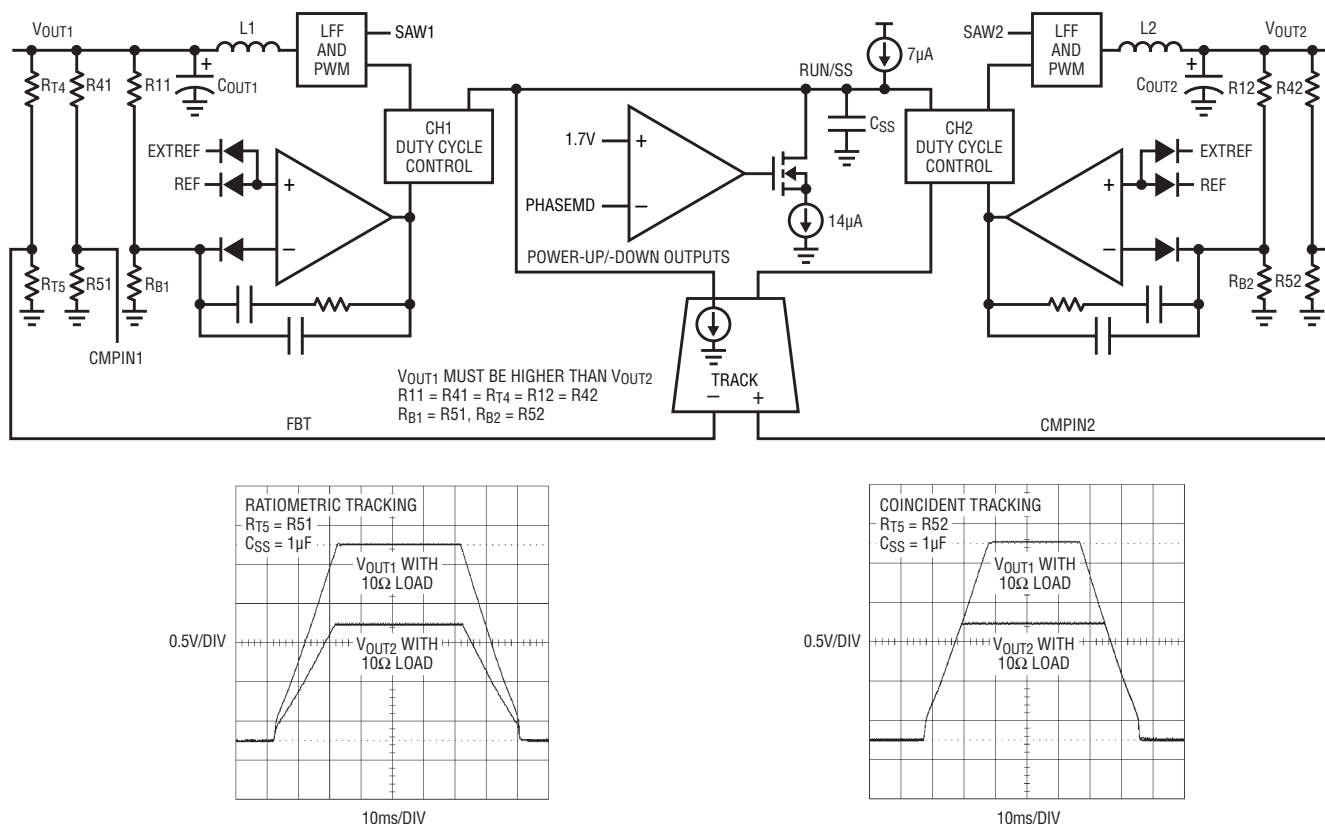 VOUT1
L1
LFF
AND
PWM
SAW1
7µA
SAW2
LFF
AND
PWM
L2
VOUT2
RT4
R41
R11
+
COUT1
RUN/SS
+
COUT2
R12
R42
CH1
DUTY CYCLE
CONTROL
CSS
CH2
DUTY CYCLE
CONTROL
EXTREF
REF
+
−
1.7V
+
PHASEMD
−
14µA
EXTREF
REF
+
−
POWER-UP/-DOWN OUTPUTS
RT5
R51
RB1
RB2
R52
CMPIN1
VOUT1 MUST BE HIGHER THAN VOUT2
R11 = R41 = RT4 = R12 = R42
RB1 = R51, RB2 = R52
TRACK
− +
FBT
CMPIN2
RATIOMETRIC TRACKING
RT5 = R51
CSS = 1µF
VOUT1 WITH
10Ω LOAD
0.5V/DIV
VOUT2 WITH
10Ω LOAD
10ms/DIV
COINCIDENT TRACKING
RT5 = R52
CSS = 1µF
VOUT1 WITH
10Ω LOAD
0.5V/DIV
VOUT2 WITH
10Ω LOAD
10ms/DIV